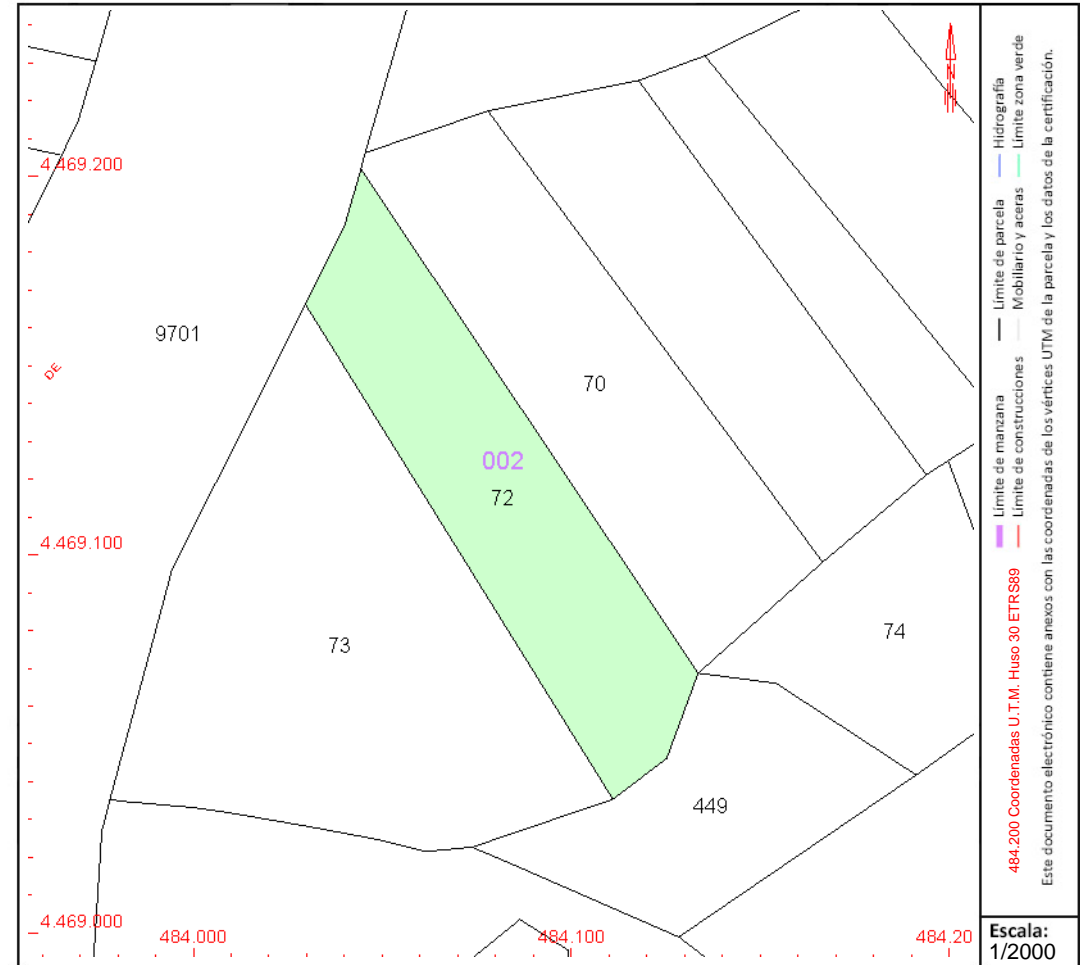 N
4.469.200
9701
DE
70
002
72
4.469.100
73
74
449
4.469.000
484.000
484.100
484.20
Límite de manzana
Límite de parcela
Hidrografía
Límite de construcciones
Mobiliario y aceras
Límite zona verde
484.200 Coordenadas U.T.M. Huso 30 ETRS89
Este documento electrónico contiene anexos con las coordenadas de los vértices UTM de la parcela y los datos de la certificación.
Escala:
1/2000